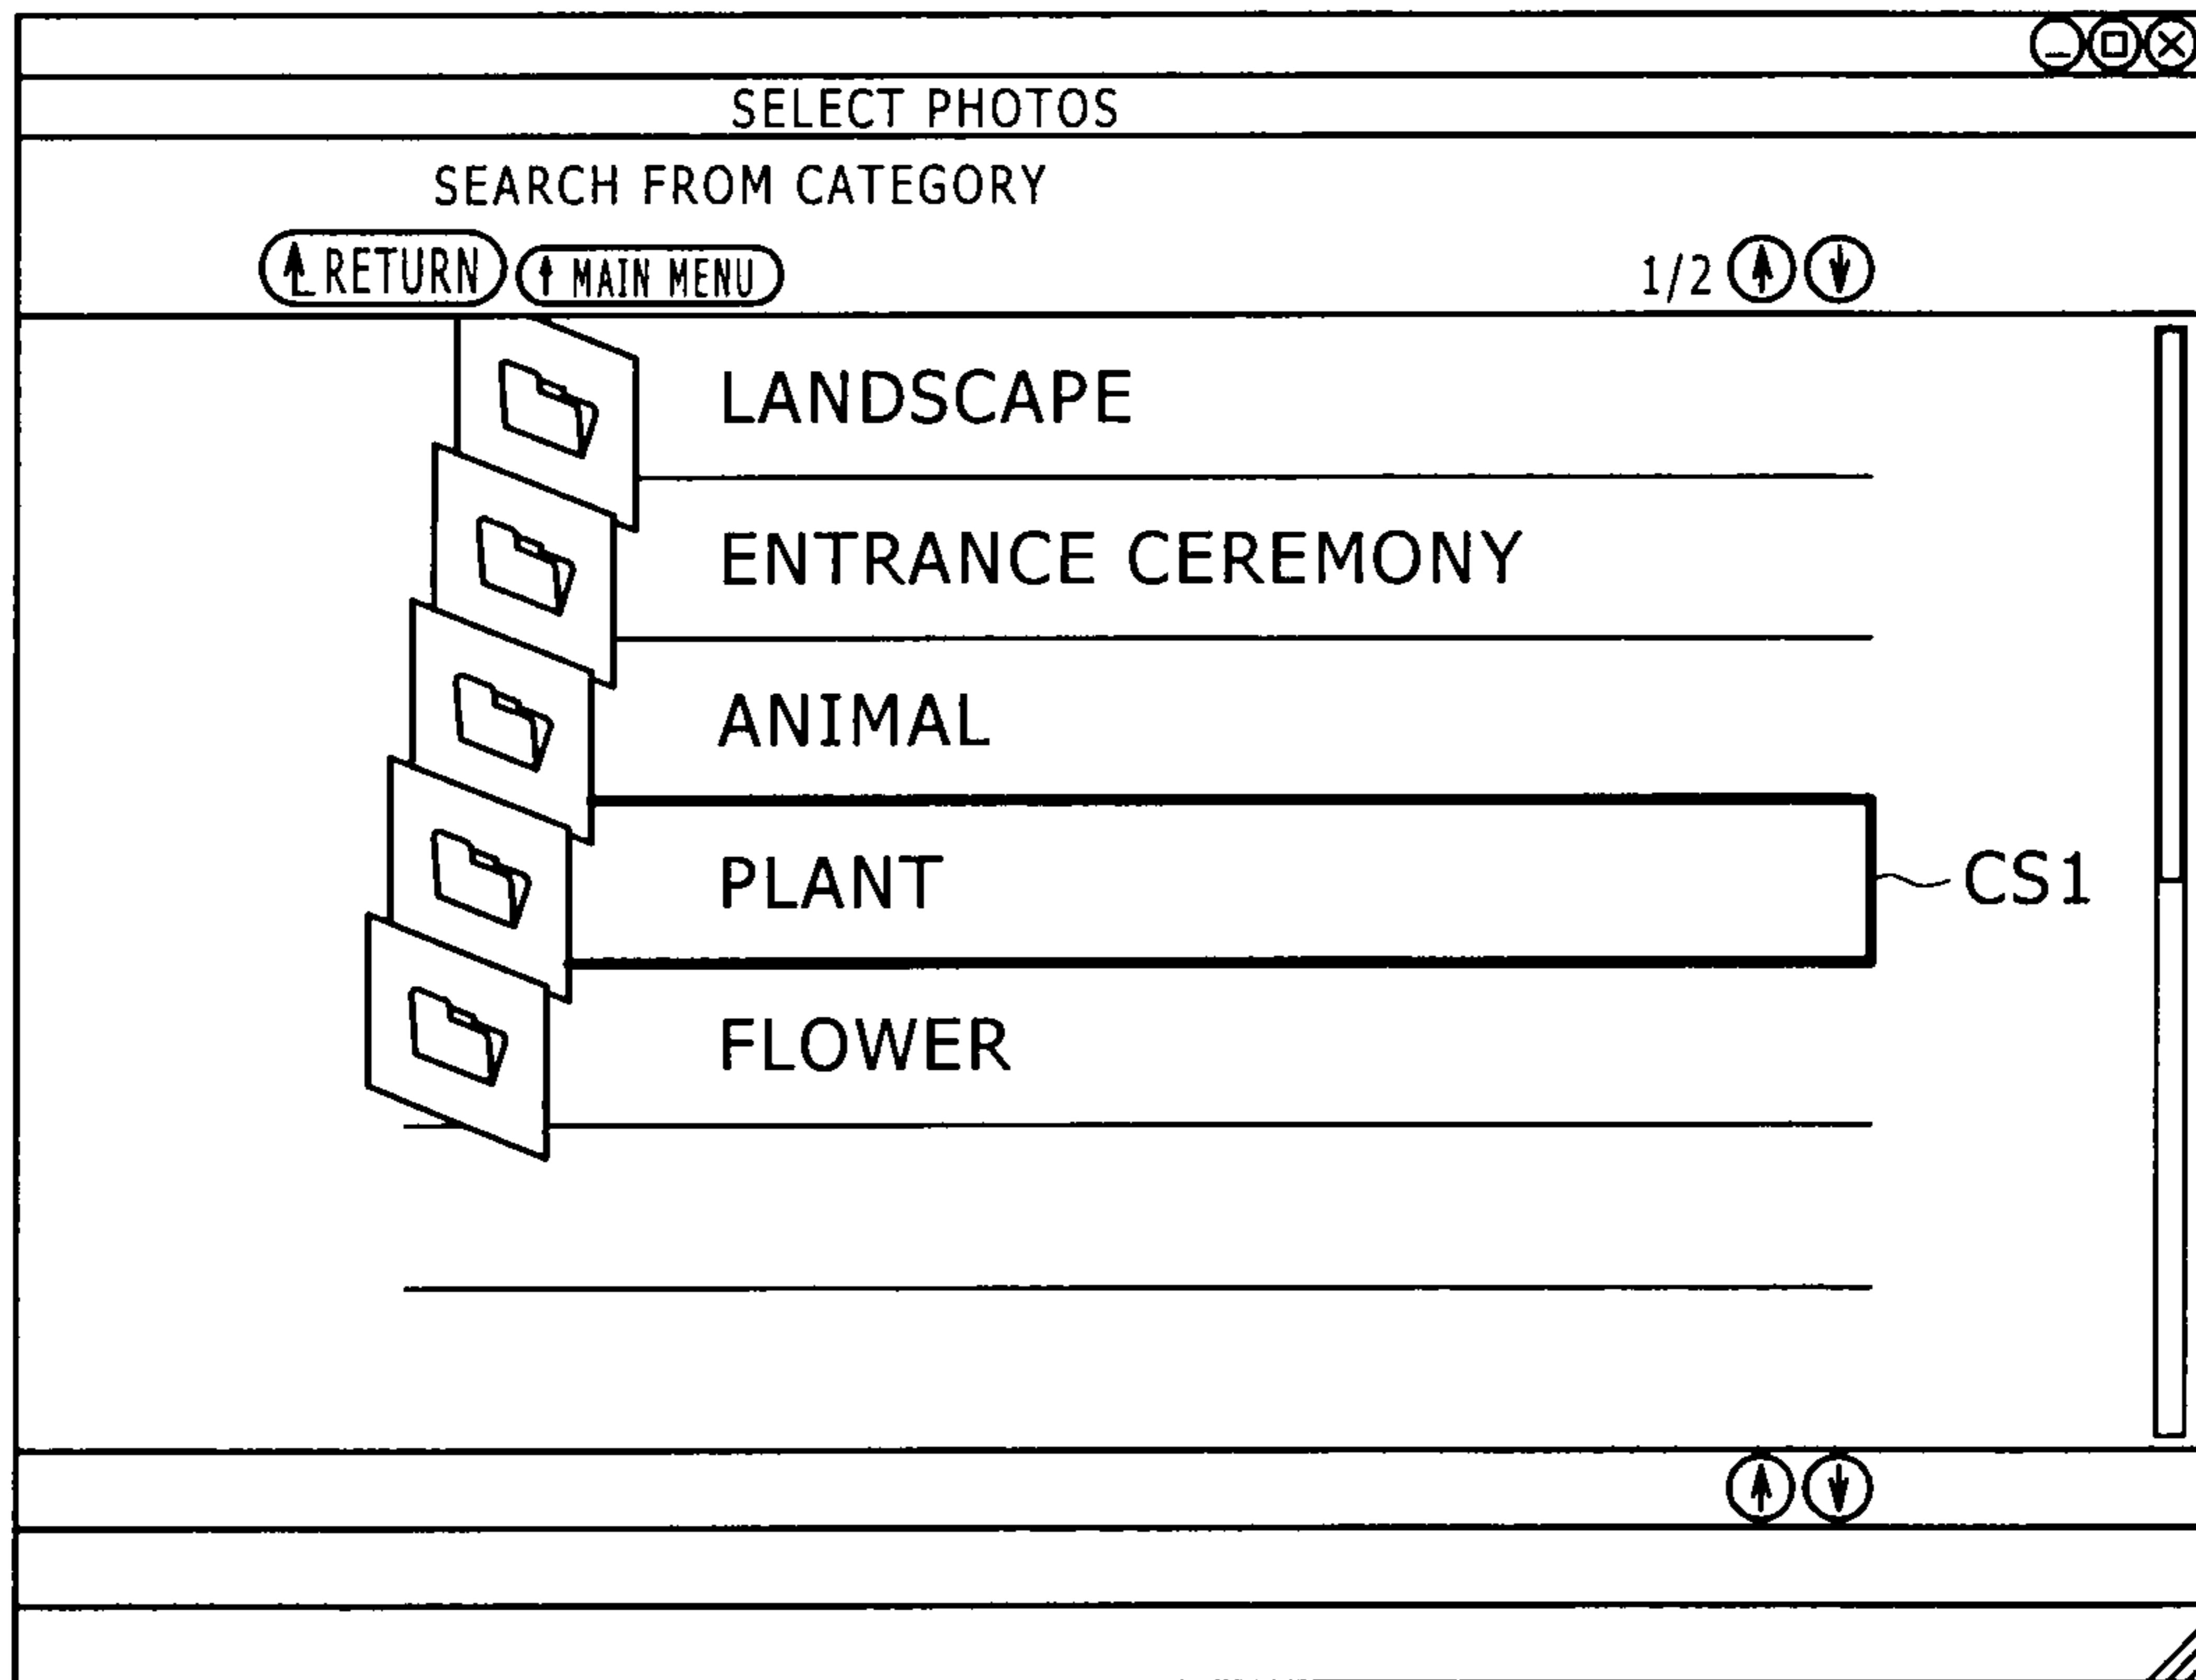 SELECT PHOTOS
SEARCH FROM CATEGORY
RETURN MAIN MENU 1/2
LANDSCAPE
ENTRANCE CEREMONY
ANIMAL
PLANT CS1
FLOWER